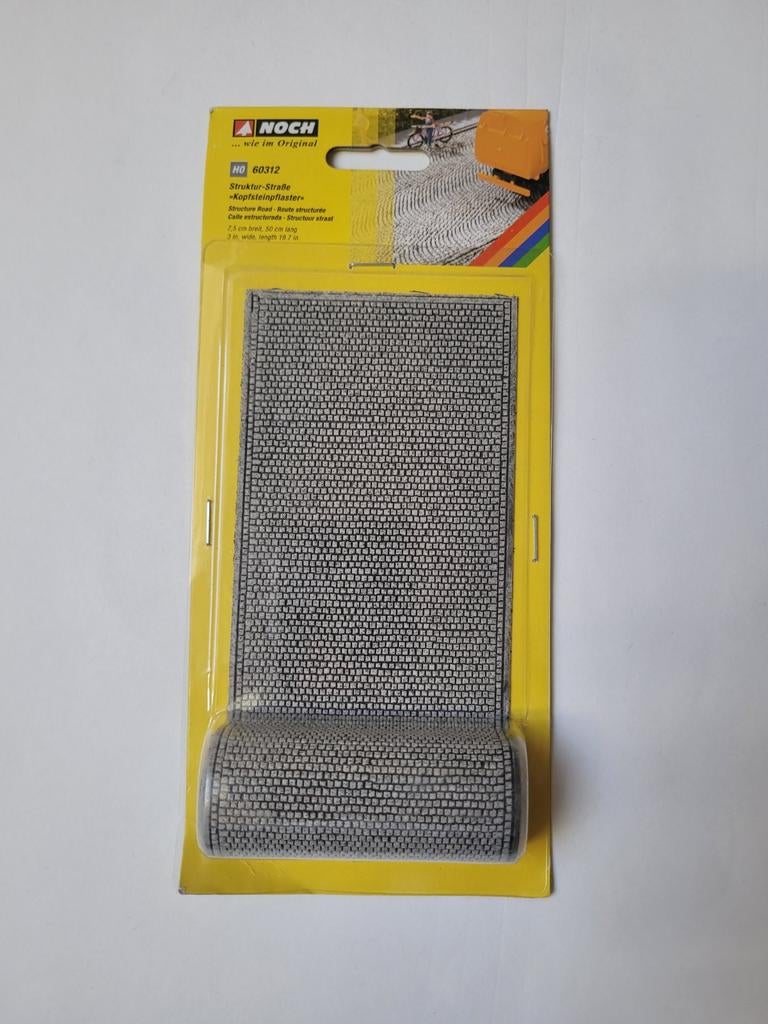 NOCH
... wie im Original
H0 60312
Struktur-Straße
»Kopfsteinpflaster«
Structure Road - Route structurée
Calle estructurada - Structuur straat
7,5 cm breit, 50 cm lang
3 in. wide, length 19.7 in.